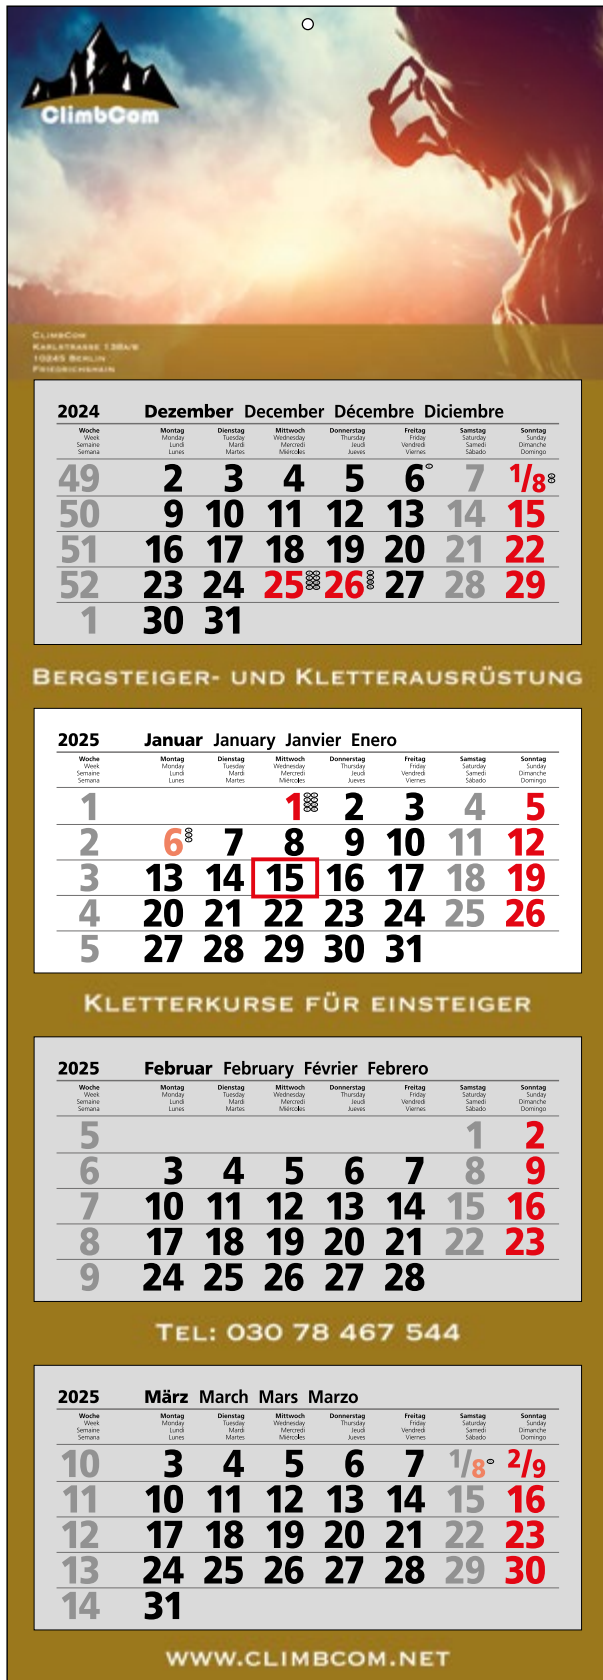 ClimbCom
ClimbCom
Karlstrasse 138a/b
10245 Berlin
Friedrichshain
2024 Dezember December Décembre Diciembre
Woche Montag Dienstag Mittwoch Donnerstag Freitag Samstag Sonntag
Week Monday Tuesday Wednesday Thursday Friday Saturday Sunday
Semaine Lundi Mardi Mercredi Jeudi Vendredi Samedi Dimanche
Semana Lunes Martes Miércoles Jueves Viernes Sábado Domingo
49 2 3 4 5 6 7 1/8
50 9 10 11 12 13 14 15
51 16 17 18 19 20 21 22
52 23 24 25 26 27 28 29
1 30 31
Bergsteiger- und Kletterausrüstung
2025 Januar January Janvier Enero
Woche Montag Dienstag Mittwoch Donnerstag Freitag Samstag Sonntag
Week Monday Tuesday Wednesday Thursday Friday Saturday Sunday
Semaine Lundi Mardi Mercredi Jeudi Vendredi Samedi Dimanche
Semana Lunes Martes Miércoles Jueves Viernes Sábado Domingo
1 1 2 3 4 5
2 6 7 8 9 10 11 12
3 13 14 15 16 17 18 19
4 20 21 22 23 24 25 26
5 27 28 29 30 31
Kletterkurse für einsteiger
2025 Februar February Février Febrero
Woche Montag Dienstag Mittwoch Donnerstag Freitag Samstag Sonntag
Week Monday Tuesday Wednesday Thursday Friday Saturday Sunday
Semaine Lundi Mardi Mercredi Jeudi Vendredi Samedi Dimanche
Semana Lunes Martes Miércoles Jueves Viernes Sábado Domingo
5 1 2
6 3 4 5 6 7 8 9
7 10 11 12 13 14 15 16
8 17 18 19 20 21 22 23
9 24 25 26 27 28
Tel: 030 78 467 544
2025 März March Mars Marzo
Woche Montag Dienstag Mittwoch Donnerstag Freitag Samstag Sonntag
Week Monday Tuesday Wednesday Thursday Friday Saturday Sunday
Semaine Lundi Mardi Mercredi Jeudi Vendredi Samedi Dimanche
Semana Lunes Martes Miércoles Jueves Viernes Sábado Domingo
10 3 4 5 6 7 1/8 2/9
11 10 11 12 13 14 15 16
12 17 18 19 20 21 22 23
13 24 25 26 27 28 29 30
14 31
www.climbcom.net